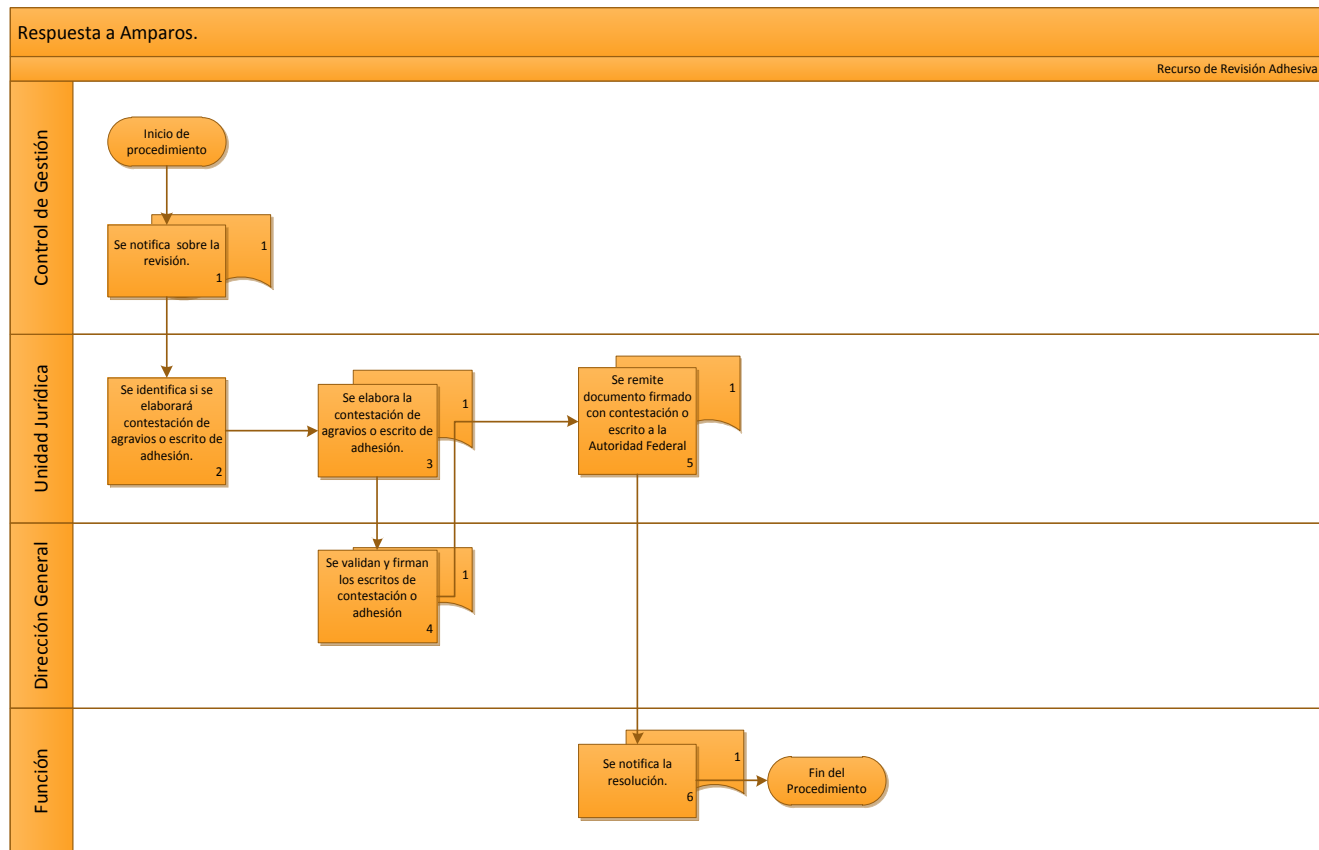 Respuesta a Amparos.
Recurso de Revisión Adhesiva
Control de Gestión
Inicio de
procedimiento
Se notifica sobre la
revisión.
1
1
Unidad Jurídica
Se identifica si se
elaborará
contestación de
agravios o escrito de
adhesión.
2
Se elabora la
contestación de
agravios o escrito de
adhesión.
3
1
Se remite
documento firmado
con contestación o
escrito a la
Autoridad Federal
5
1
Dirección General
Se validan y firman
los escritos de
contestación o
adhesión
4
1
Función
Se notifica la
resolución.
6
1
Fin del
Procedimiento